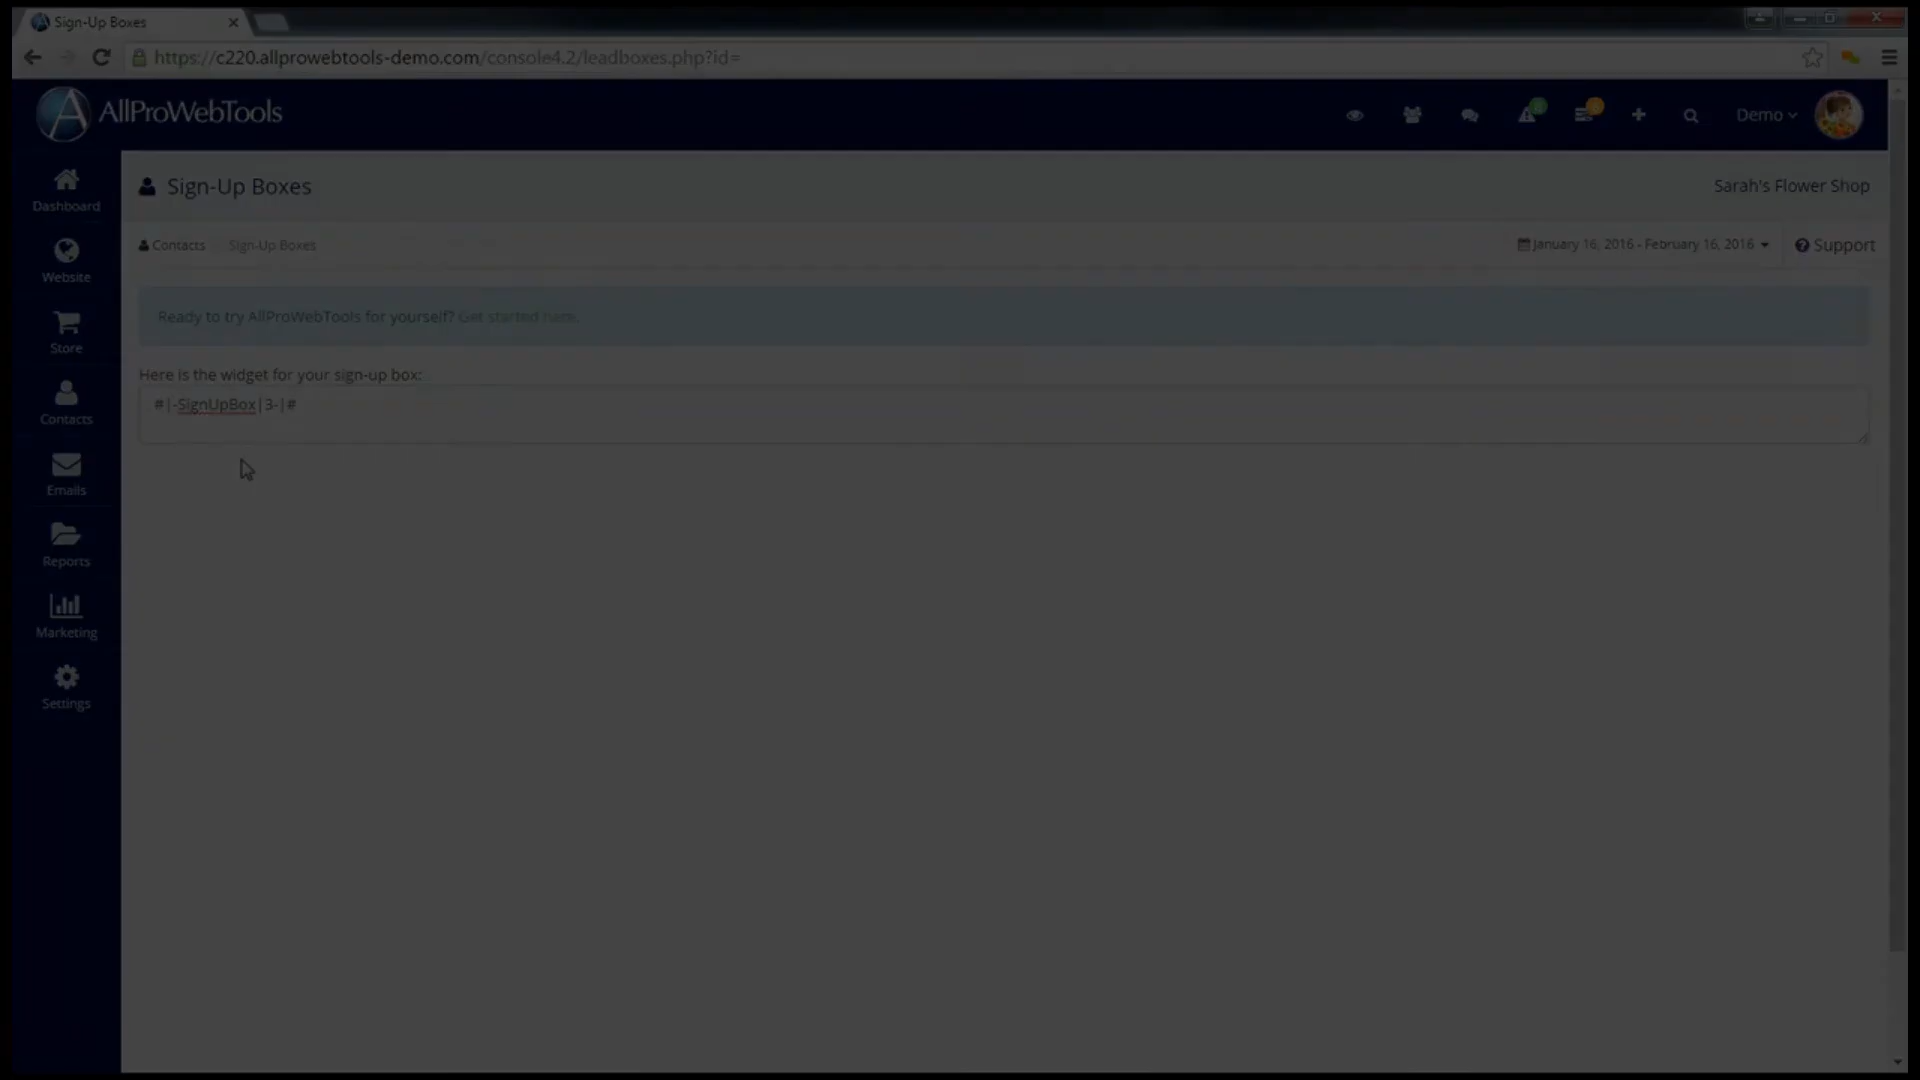 Sign-Up Boxes
https://c220.allprowebtools-demo.com/console4.2/leadboxes.php?id=
AllProWebTools
Demo
Dashboard
Website
Store
Contacts
Emails
Reports
Marketing
Settings
Sign-Up Boxes
Sarah's Flower Shop
Contacts Sign-Up Boxes
January 16, 2016 - February 16, 2016
Support
Ready to try AllProWebTools for yourself? Get started here.
Here is the widget for your sign-up box:
#|-SignUpBox|3-|#